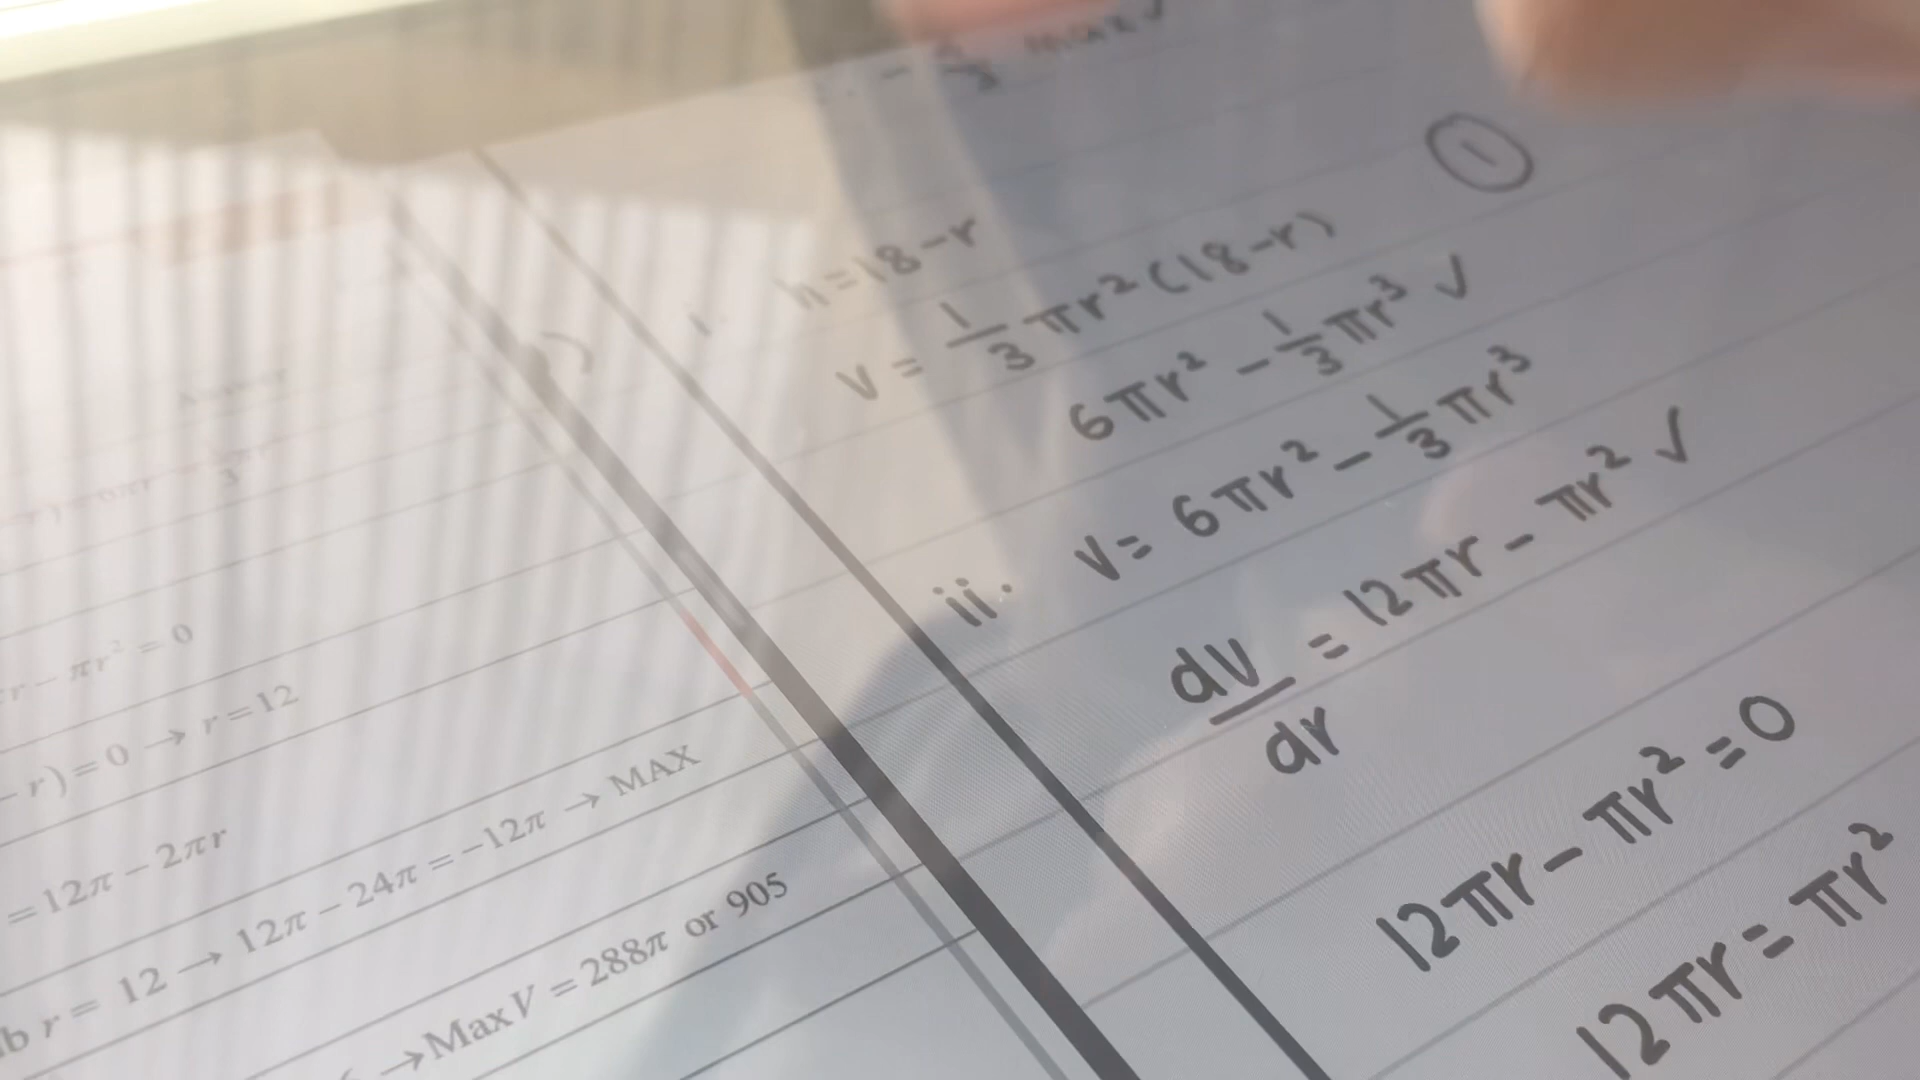 r - πr² = 0
- r) = 0 → r = 12
= 12π - 2πr
b r = 12 → 12π - 24π = -12π → MAX
→ Max V = 288π or 905
max ✓
①
i h = 18 - r
V = 1/3 πr² (18 - r)
6πr² - 1/3 πr³ ✓
ii. V = 6πr² - 1/3 πr³
dV/dr = 12πr - πr² ✓
12πr - πr² = 0
12πr = πr²